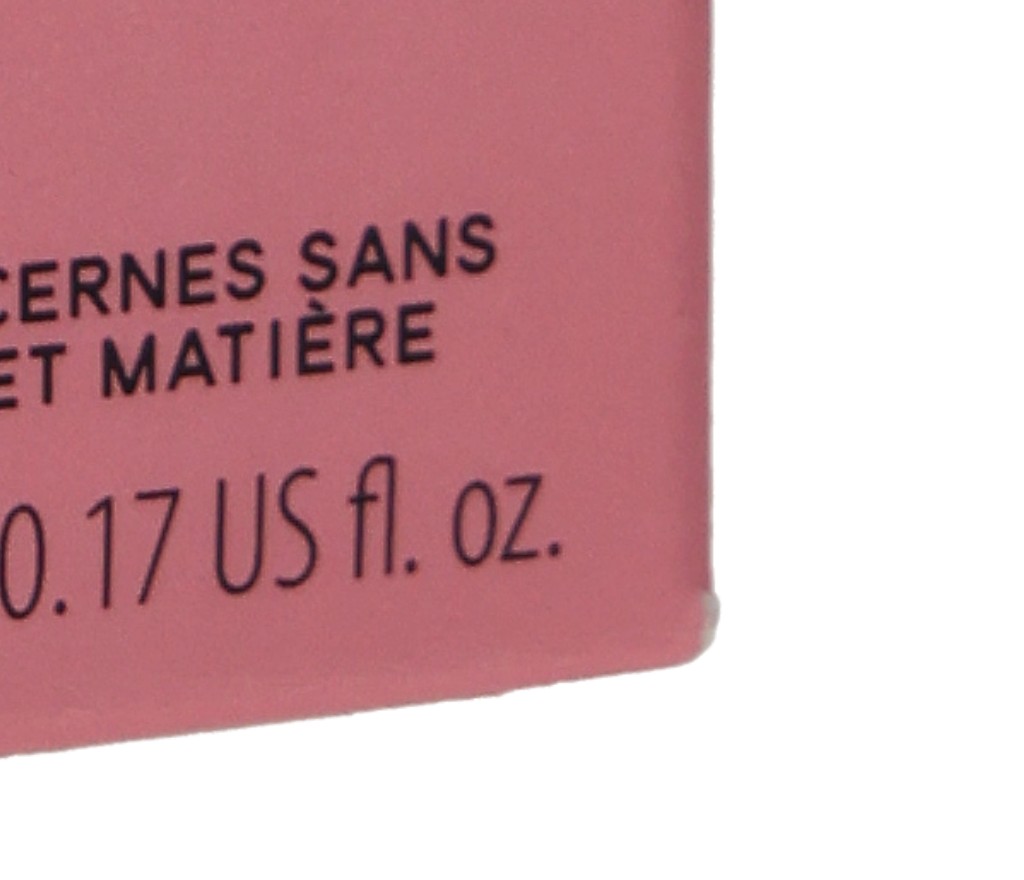 CERNES SANS
ET MATIÈRE
0.17 US fl. oz.